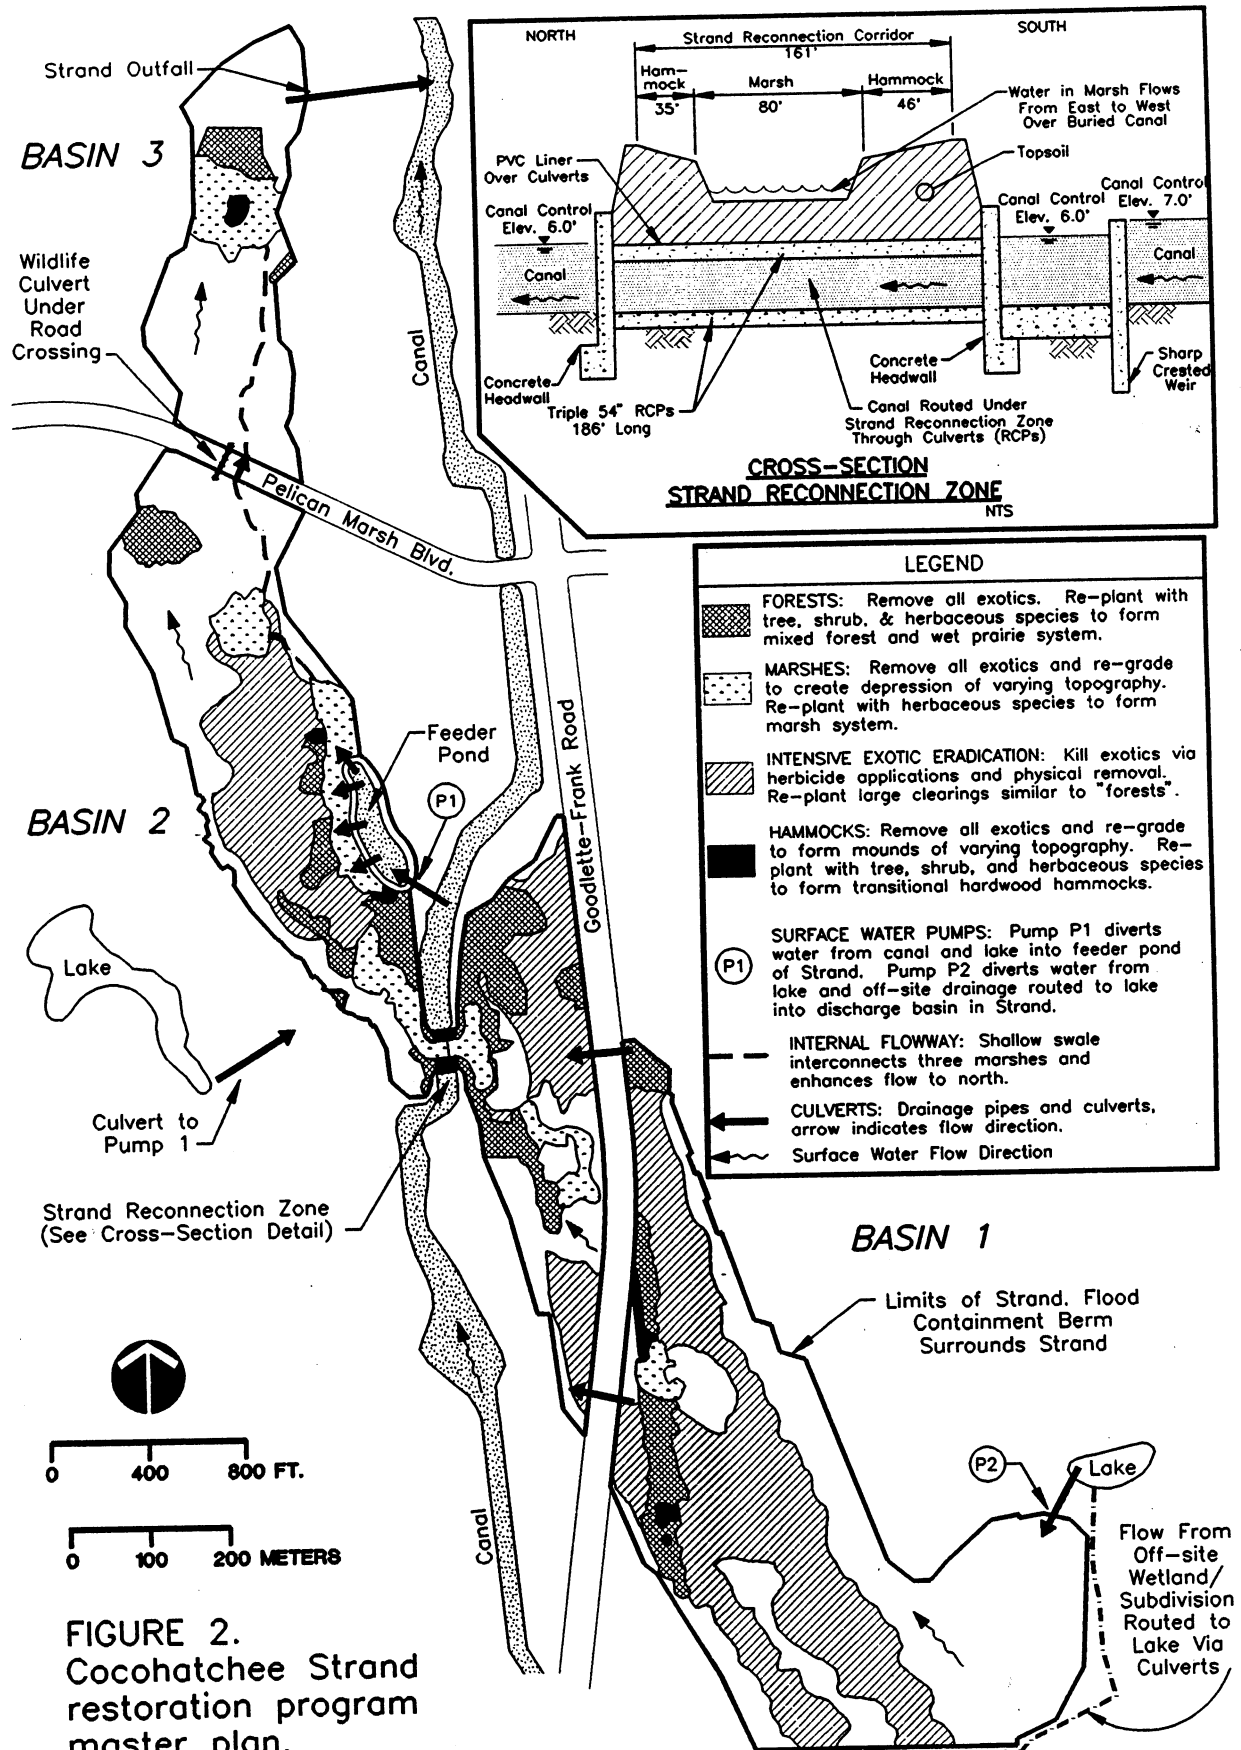 Strand Outfall
BASIN 3
Wildlife
Culvert
Under
Road
Crossing
Canal
Pelican Marsh Blvd.
NORTH
SOUTH
Strand Reconnection Corridor
161'
Ham-
mock
35'
Marsh
80'
Hammock
46'
Water in Marsh Flows
From East to West
Over Buried Canal
Topsoil
PVC Liner
Over Culverts
Canal Control
Elev. 6.0'
Canal Control
Elev. 6.0'
Canal Control
Elev. 7.0'
Canal
Canal
Concrete
Headwall
Triple 54" RCPs
186' Long
Concrete
Headwall
Canal Routed Under
Strand Reconnection Zone
Through Culverts (RCPs)
Sharp
Crested
Weir
CROSS-SECTION
STRAND RECONNECTION ZONE
NTS
LEGEND
FORESTS: Remove all exotics. Re-plant with
tree, shrub, & herbaceous species to form
mixed forest and wet prairie system.
MARSHES: Remove all exotics and re-grade
to create depression of varying topography.
Re-plant with herbaceous species to form
marsh system.
INTENSIVE EXOTIC ERADICATION: Kill exotics via
herbicide applications and physical removal.
Re-plant large clearings similar to "forests".
HAMMOCKS: Remove all exotics and re-grade
to form mounds of varying topography. Re-
plant with tree, shrub, and herbaceous species
to form transitional hardwood hammocks.
P1
SURFACE WATER PUMPS: Pump P1 diverts
water from canal and lake into feeder pond
of Strand. Pump P2 diverts water from
lake and off-site drainage routed to lake
into discharge basin in Strand.
INTERNAL FLOWWAY: Shallow swale
interconnects three marshes and
enhances flow to north.
CULVERTS: Drainage pipes and culverts,
arrow indicates flow direction.
Surface Water Flow Direction
Feeder
Pond
P1
Goodlette-Frank Road
BASIN 2
Lake
Culvert to
Pump 1
Strand Reconnection Zone
(See Cross-Section Detail)
BASIN 1
Limits of Strand. Flood
Containment Berm
Surrounds Strand
Canal
P2
Lake
Flow From
Off-site
Wetland/
Subdivision
Routed to
Lake Via
Culverts
0 400 800 FT.
0 100 200 METERS
FIGURE 2.
Cocohatchee Strand
restoration program
master plan.